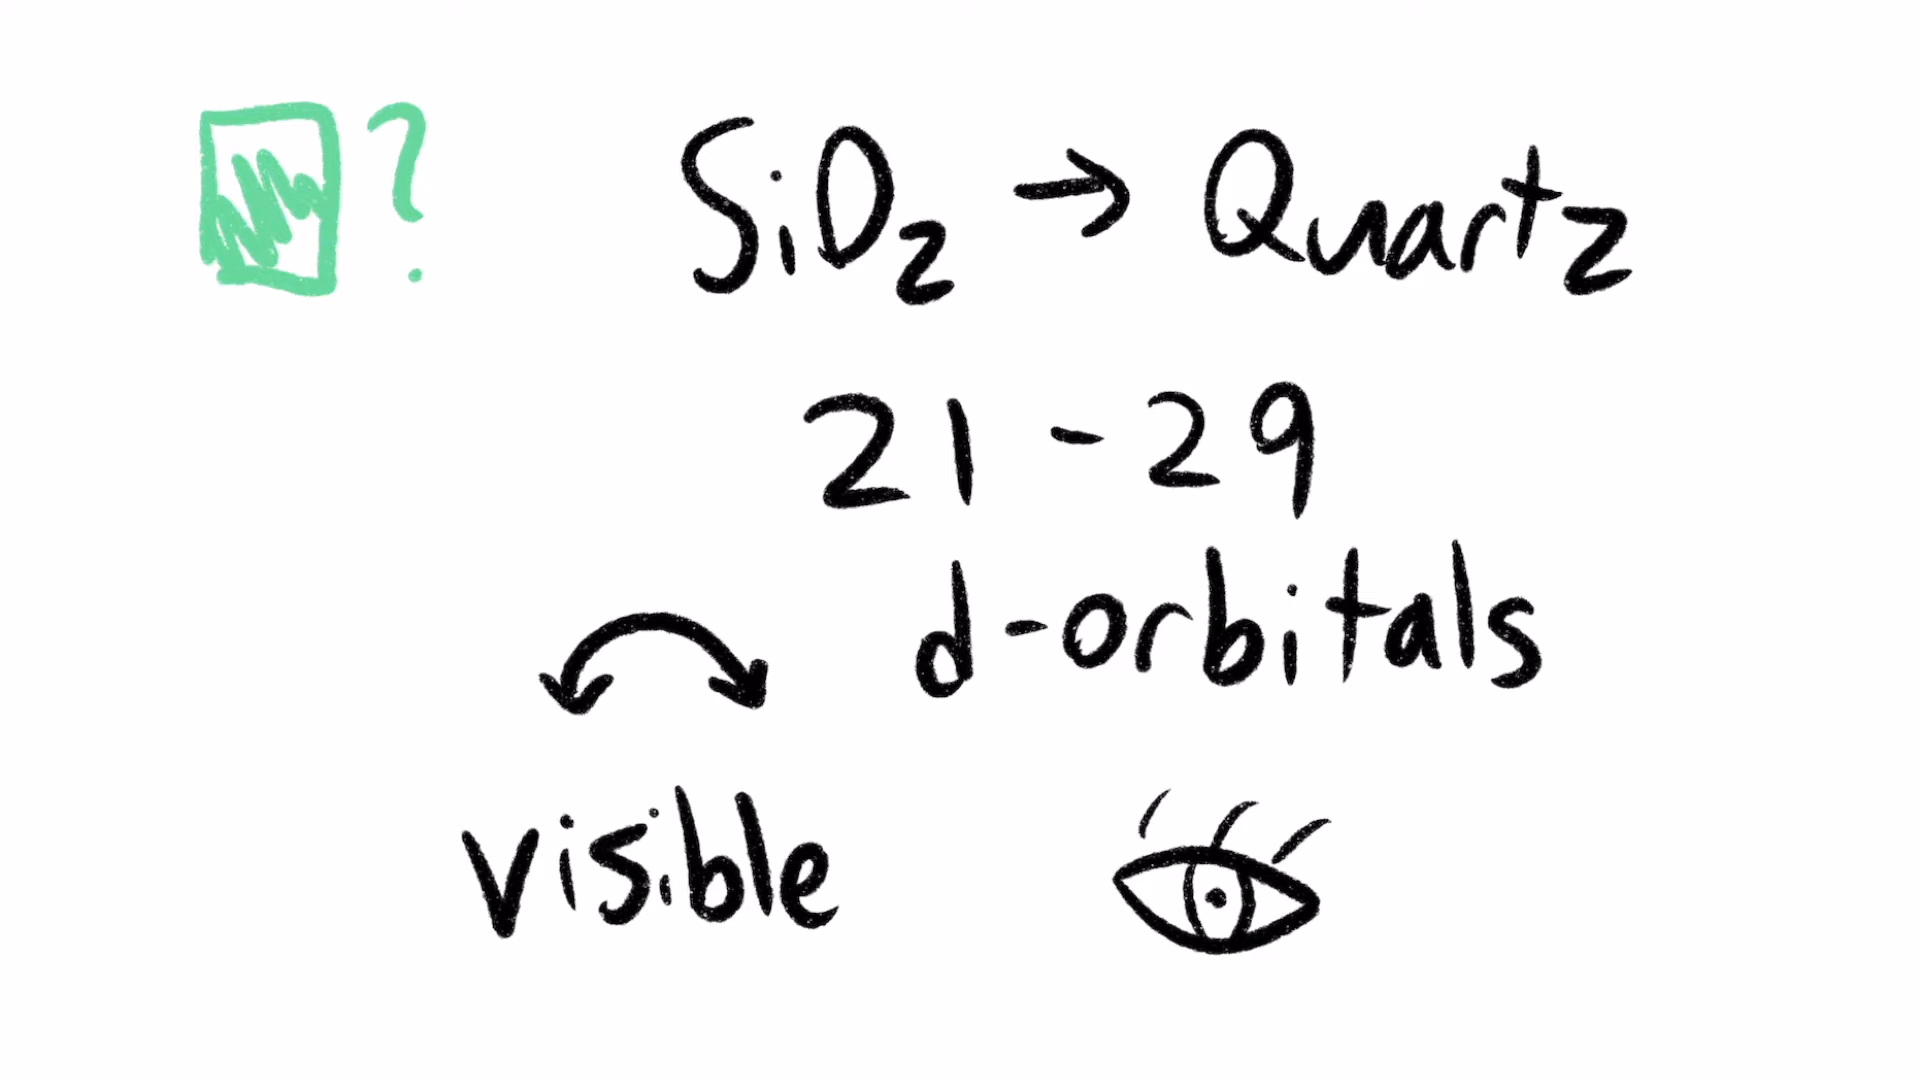 ? SiO2 → Quartz
21-29
d-orbitals
visible